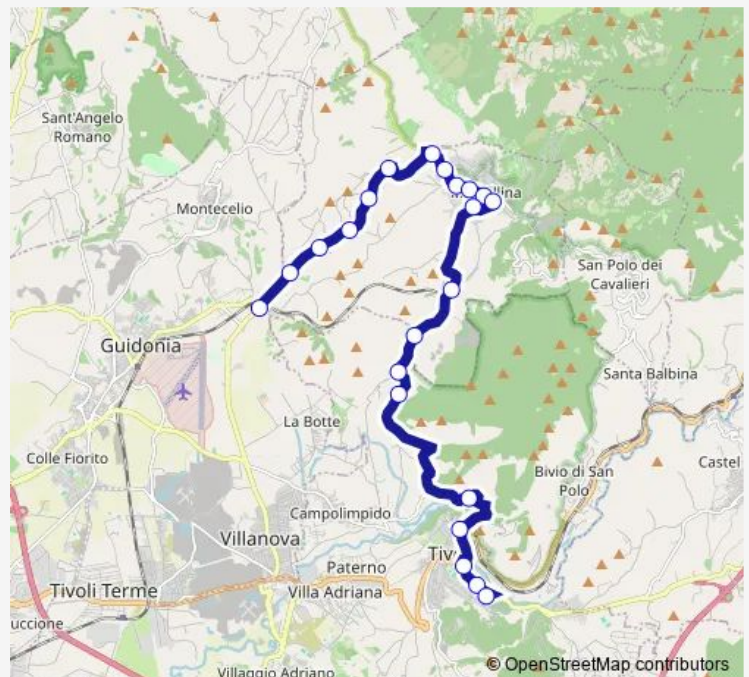 Sant'Angelo
Romano
Montecelio
San Polo dei
Cavalieri
Guidonia
Santa Balbina
La Botte
Colle Fiorito
Castel
Bivio di San
Polo
Campolimpido
Villanova
Paterno
Tivoli Terme
Villa Adriana
Villaggio Adriano
© OpenStreetMap contributors